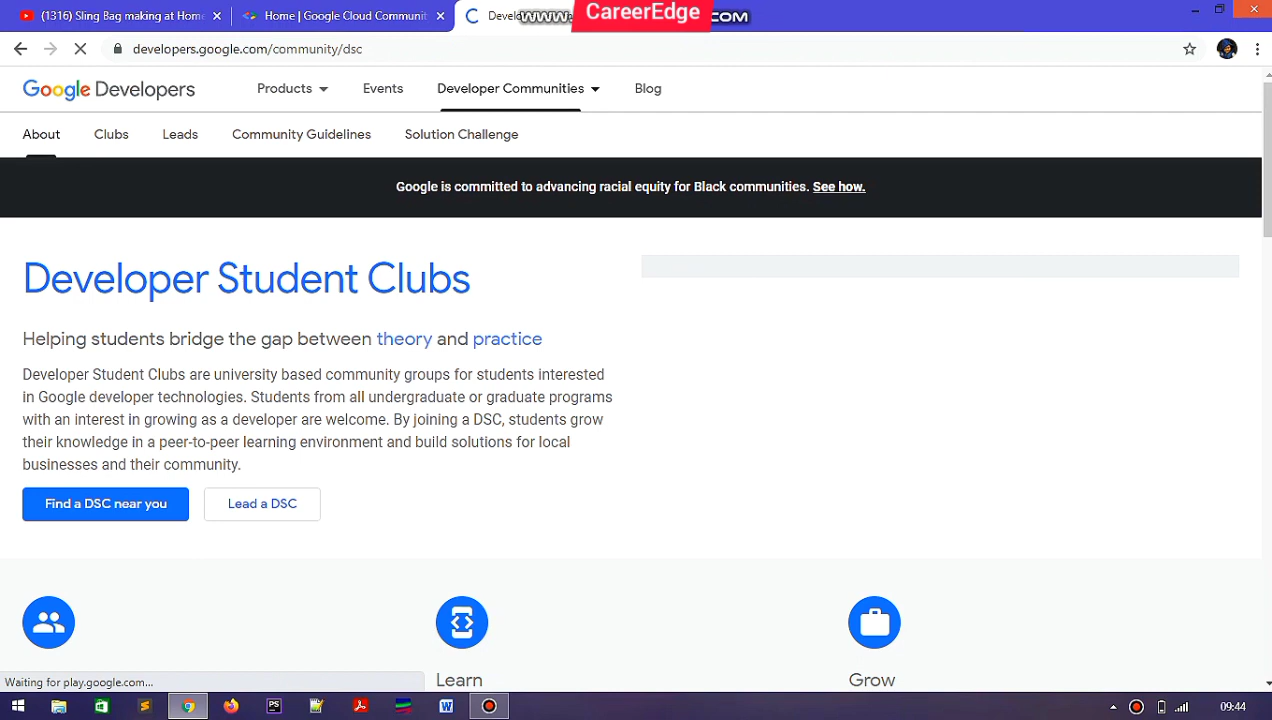 (1316) Sling Bag making at Home
Home | Google Cloud Communit
Develo
WWW.
CareerEdge
COM
developers.google.com/community/dsc
Google Developers
Products
Events
Developer Communities
Blog
About
Clubs
Leads
Community Guidelines
Solution Challenge
Google is committed to advancing racial equity for Black communities. See how.
Developer Student Clubs
Helping students bridge the gap between theory and practice
Developer Student Clubs are university based community groups for students interested
in Google developer technologies. Students from all undergraduate or graduate programs
with an interest in growing as a developer are welcome. By joining a DSC, students grow
their knowledge in a peer-to-peer learning environment and build solutions for local
businesses and their community.
Find a DSC near you
Lead a DSC
Learn
Grow
Waiting for play.google.com...
PS
W
09:44